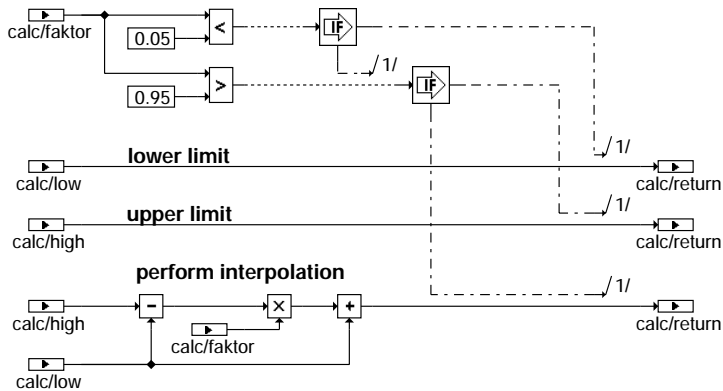 calc/faktor
<
0.05
IF
/1/
>
0.95
IF
lower limit
/1/
calc/low
calc/return
upper limit
/1/
calc/high
calc/return
perform interpolation
/1/
calc/high
−
×
+
calc/return
calc/faktor
calc/low